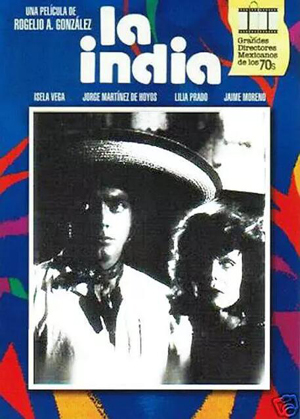 UNA PELÍCULA DE
ROGELIO A. GONZÁLEZ
la
india
Grandes
Directores
Mexicanos
de los 70s
ISELA VEGA JORGE MARTÍNEZ DE HOYOS LILIA PRADO JAIME MORENO